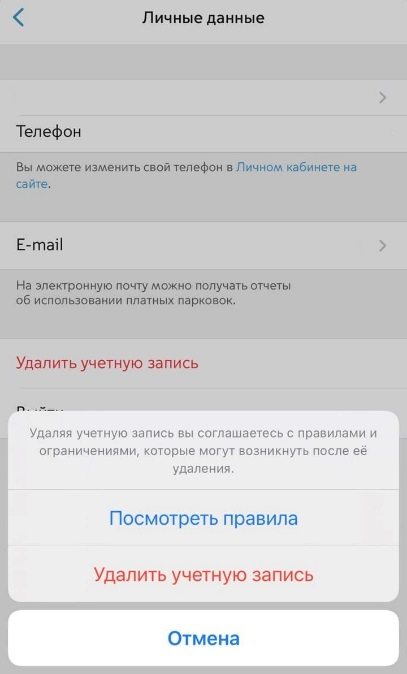 Личные данные
Телефон
Вы можете изменить свой телефон в Личном кабинете на
сайте.
E-mail
На электронную почту можно получать отчеты
об использовании платных парковок.
Удалить учетную запись
Выйти
Удаляя учетную запись вы соглашаетесь с правилами и
ограничениями, которые могут возникнуть после её
удаления.
Посмотреть правила
Удалить учетную запись
Отмена